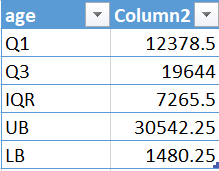 age Column2
Q1 12378.5
Q3 19644
IQR 7265.5
UB 30542.25
LB 1480.25